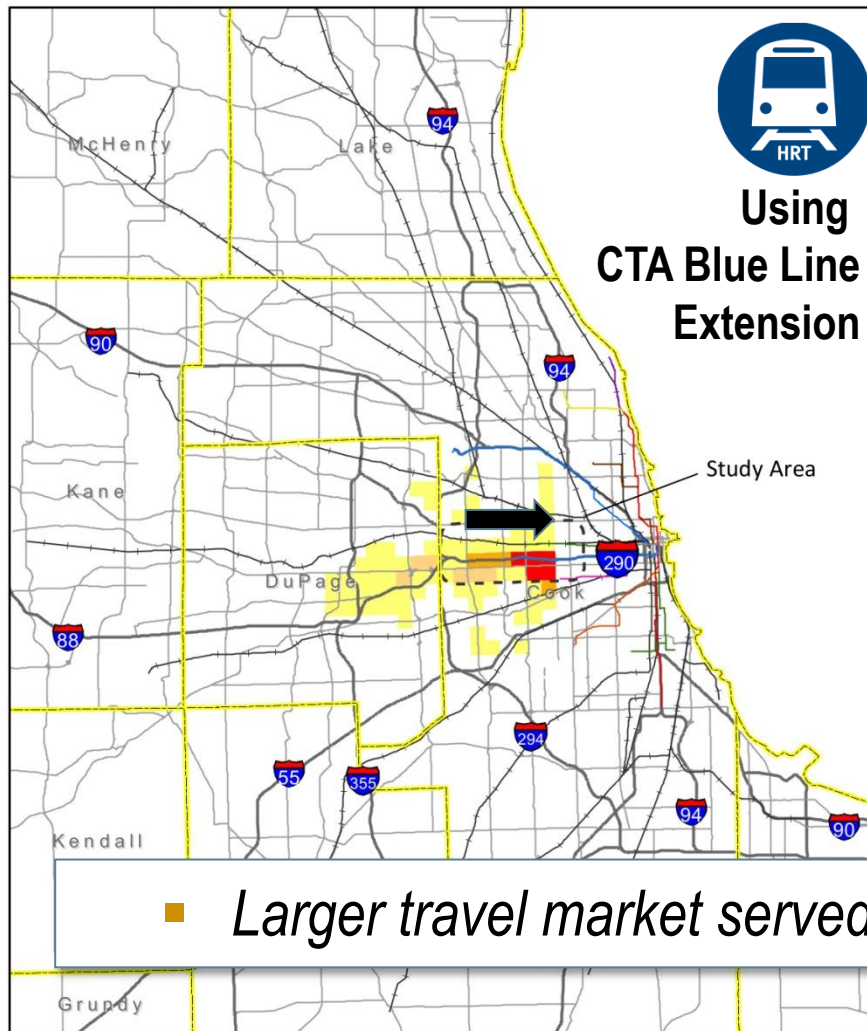 94
McHenry
Lake
HRT
Using
CTA Blue Line
Extension
90
94
Study Area
Kane
290
DuPage
Cook
88
294
55
355
94
90
Kendall
▪ Larger travel market served
Grundy